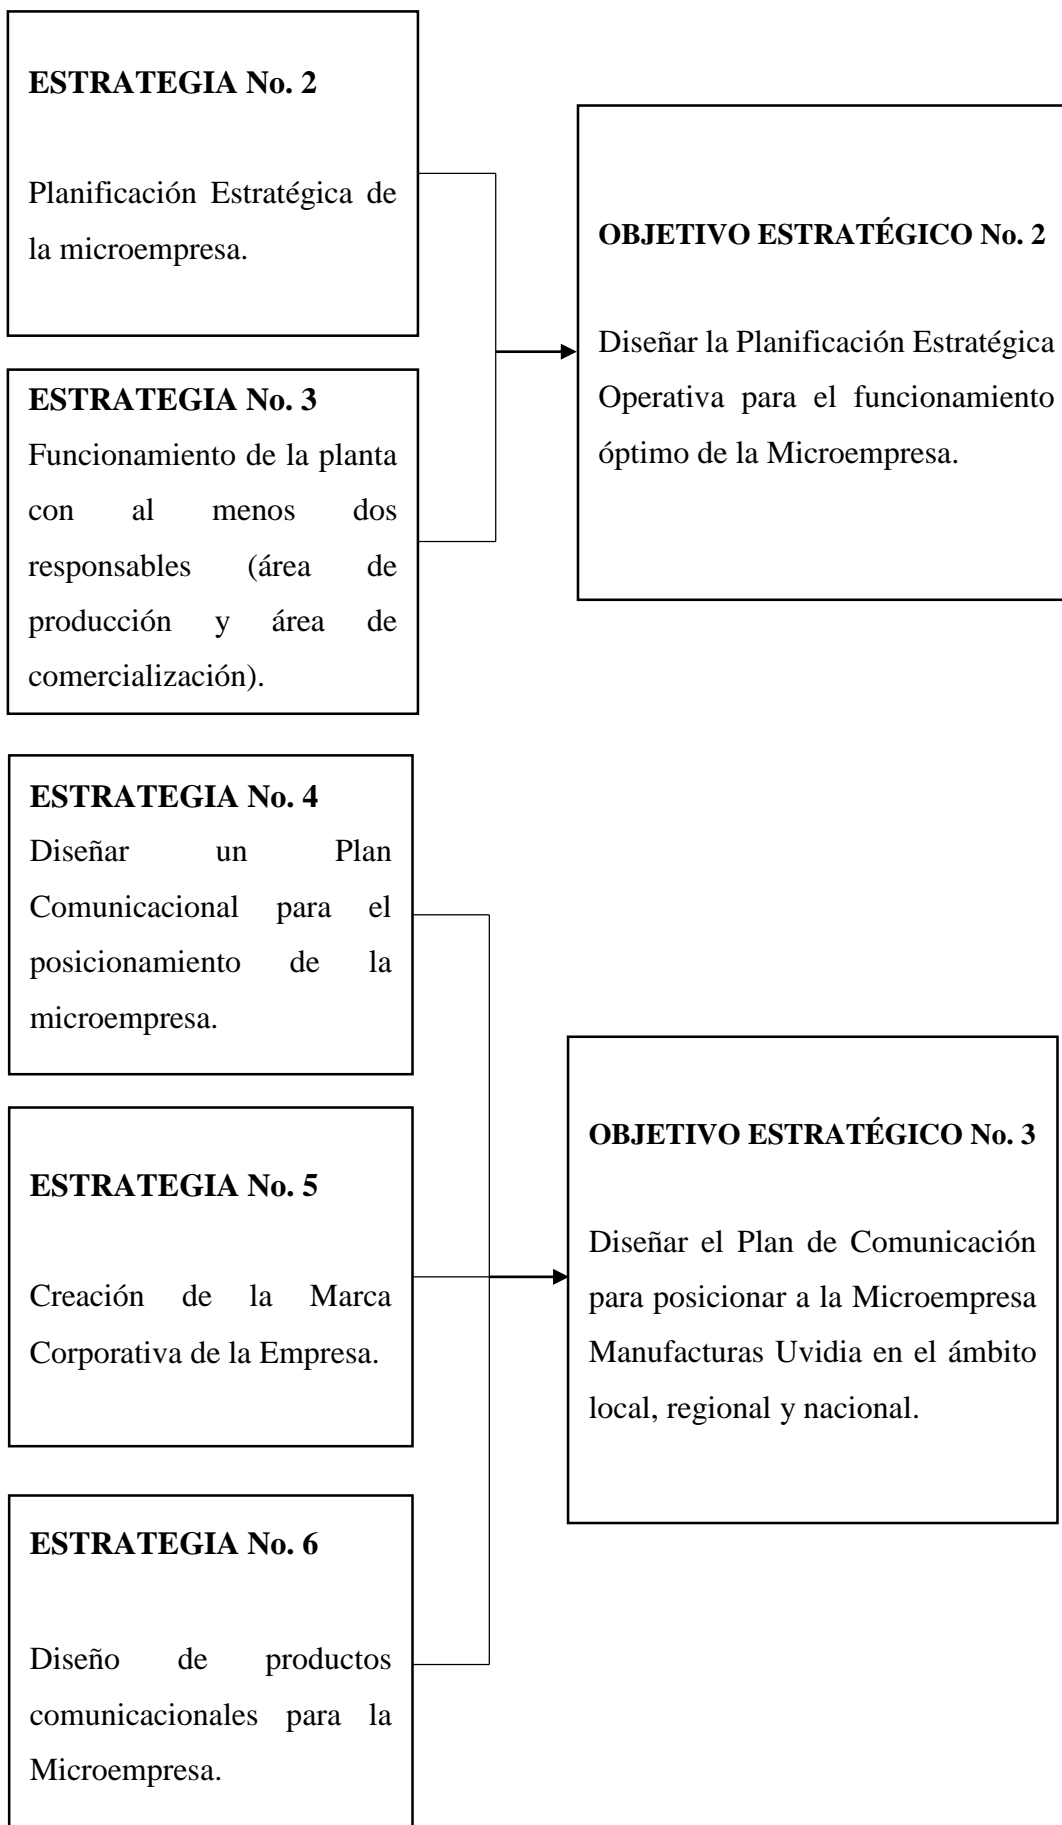 ESTRATEGIA No. 2
Planificación Estratégica de
la microempresa.
ESTRATEGIA No. 3
Funcionamiento de la planta
con al menos dos
responsables (área de
producción y área de
comercialización).
OBJETIVO ESTRATÉGICO No. 2
Diseñar la Planificación Estratégica
Operativa para el funcionamiento
óptimo de la Microempresa.
ESTRATEGIA No. 4
Diseñar un Plan
Comunicacional para el
posicionamiento de la
microempresa.
ESTRATEGIA No. 5
Creación de la Marca
Corporativa de la Empresa.
ESTRATEGIA No. 6
Diseño de productos
comunicacionales para la
Microempresa.
OBJETIVO ESTRATÉGICO No. 3
Diseñar el Plan de Comunicación
para posicionar a la Microempresa
Manufacturas Uvidia en el ámbito
local, regional y nacional.